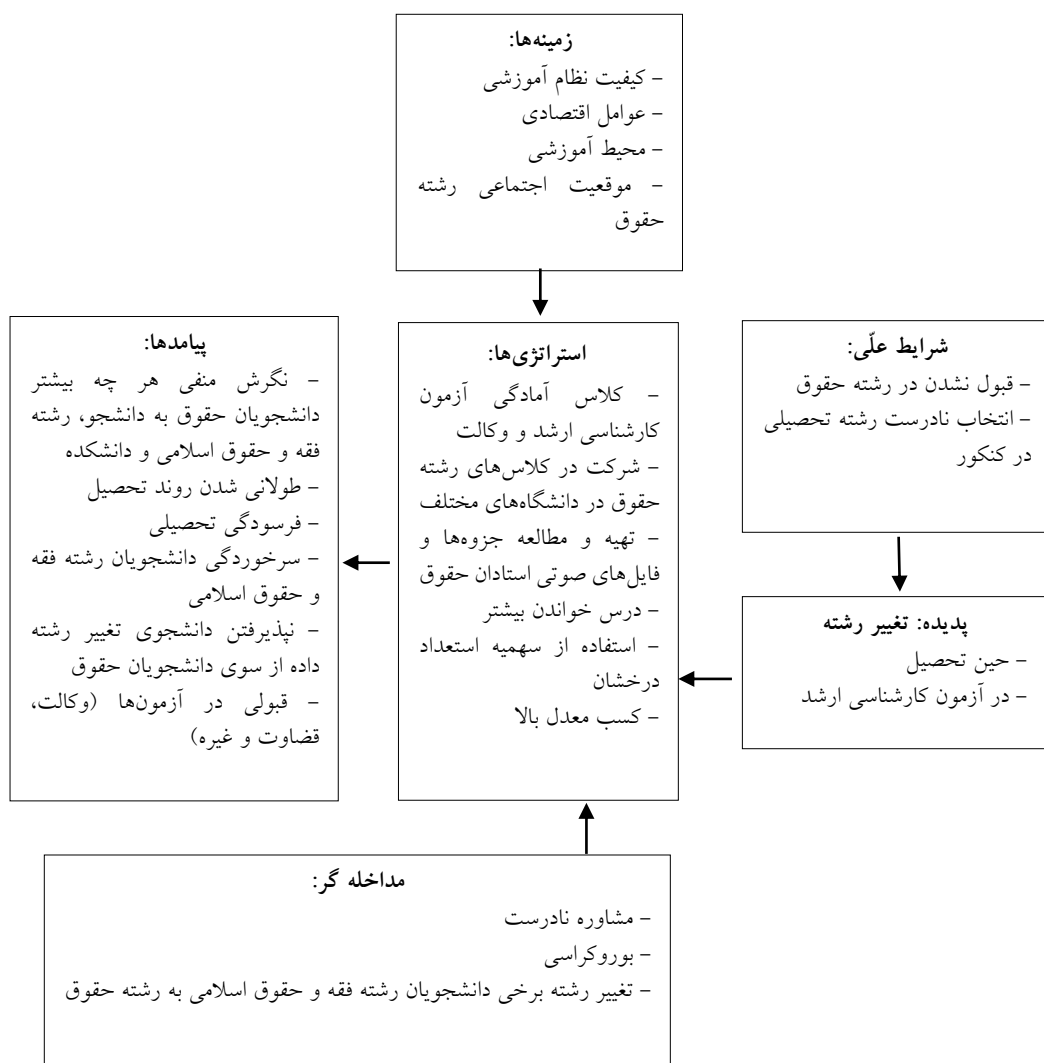 زمینه‌ها:
- کیفیت نظام آموزشی
- عوامل اقتصادی
- محیط آموزشی
- موقعیت اجتماعی رشته
حقوق
شرایط علّی:
- قبول نشدن در رشته حقوق
- انتخاب نادرست رشته تحصیلی
در کنکور
پدیده: تغییر رشته
- حین تحصیل
- در آزمون کارشناسی ارشد
استراتژی‌ها:
- کلاس آمادگی آزمون
کارشناسی ارشد و وکالت
- شرکت در کلاس‌های رشته
حقوق در دانشگاه‌های مختلف
- تهیه و مطالعه جزوه‌ها و
فایل‌های صوتی استادان حقوق
- درس خواندن بیشتر
- استفاده از سهمیه استعداد
درخشان
- کسب معدل بالا
پیامدها:
- نگرش منفی هر چه بیشتر
دانشجویان حقوق به دانشجو، رشته
فقه و حقوق اسلامی و دانشکده
- طولانی شدن روند تحصیل
- فرسودگی تحصیلی
- سرخوردگی دانشجویان رشته فقه
و حقوق اسلامی
- نپذیرفتن دانشجوی تغییر رشته
داده از سوی دانشجویان حقوق
- قبولی در آزمون‌ها (وکالت،
قضاوت و غیره)
مداخله گر:
- مشاوره نادرست
- بوروکراسی
- تغییر رشته برخی دانشجویان رشته فقه و حقوق اسلامی به رشته حقوق